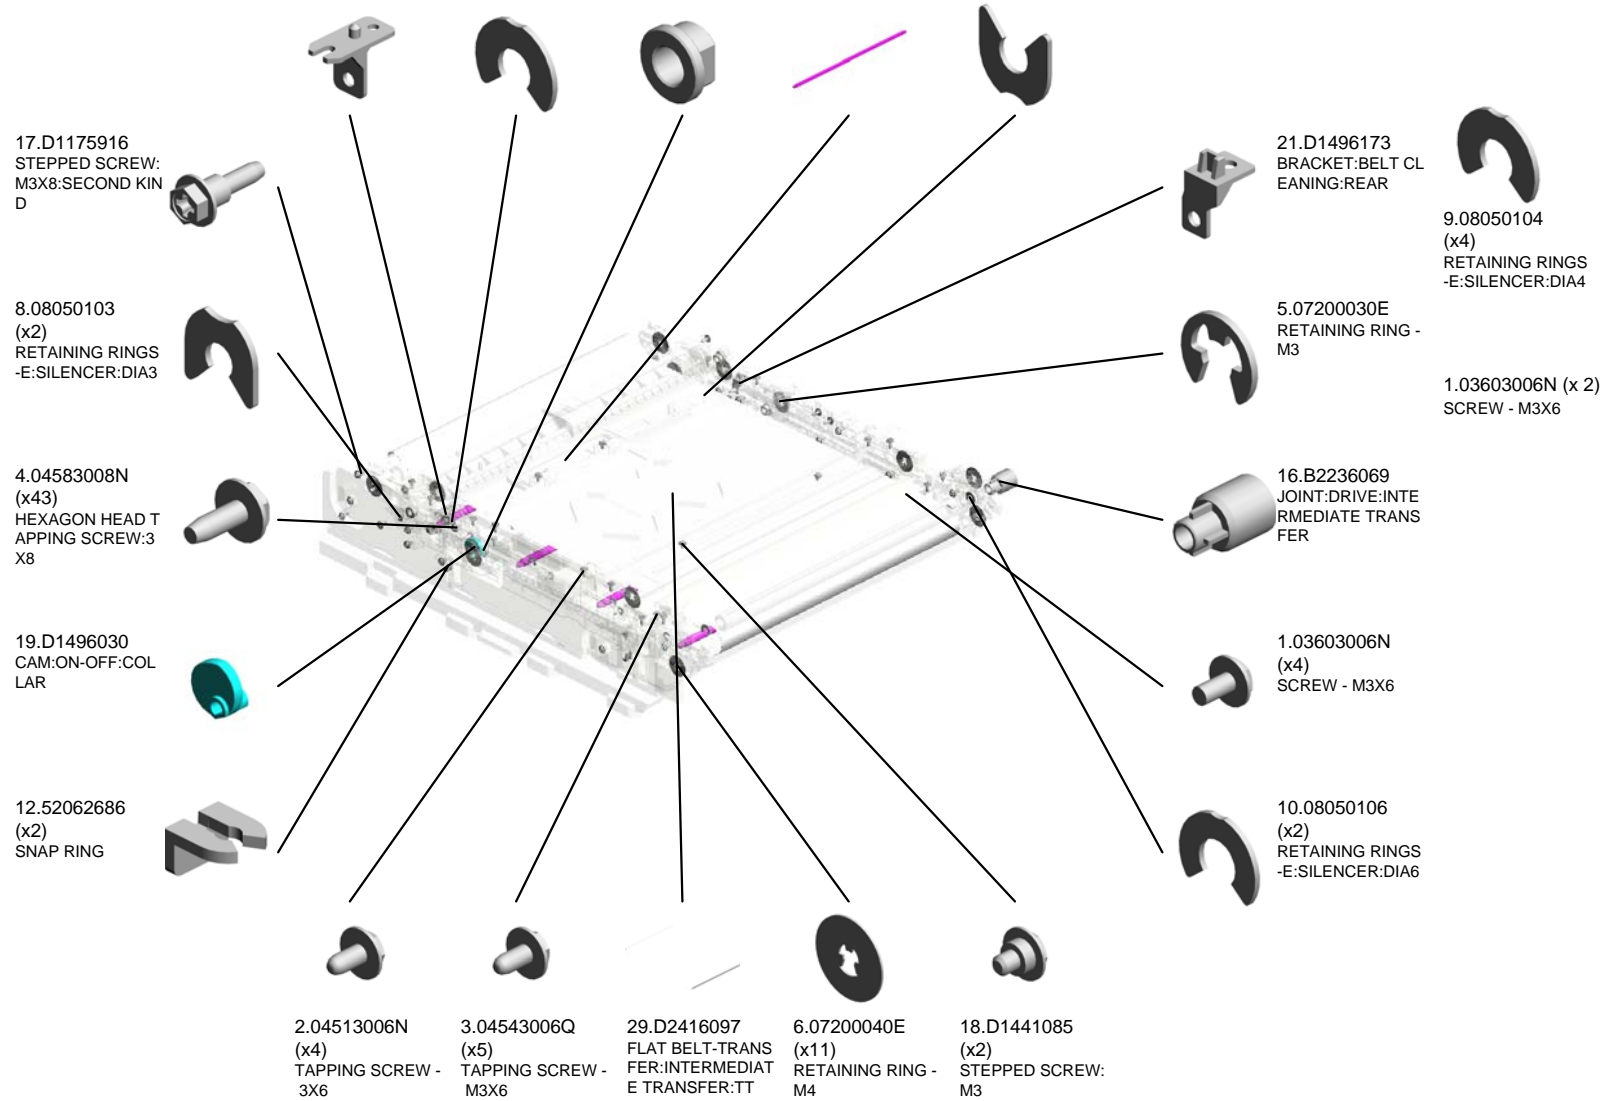 17.D1175916
STEPPED SCREW:
M3X8:SECOND KIN
D
21.D1496173
BRACKET:BELT CL
EANING:REAR
9.08050104
(x4)
RETAINING RINGS
-E:SILENCER:DIA4
8.08050103
(x2)
RETAINING RINGS
-E:SILENCER:DIA3
5.07200030E
RETAINING RING -
M3
1.03603006N (x 2)
SCREW - M3X6
4.04583008N
(x43)
HEXAGON HEAD T
APPING SCREW:3
X8
16.B2236069
JOINT:DRIVE:INTE
RMEDIATE TRANS
FER
19.D1496030
CAM:ON-OFF:COL
LAR
1.03603006N
(x4)
SCREW - M3X6
12.52062686
(x2)
SNAP RING
10.08050106
(x2)
RETAINING RINGS
-E:SILENCER:DIA6
2.04513006N
(x4)
TAPPING SCREW -
3X6
3.04543006Q
(x5)
TAPPING SCREW -
M3X6
29.D2416097
FLAT BELT-TRANS
FER:INTERMEDIAT
E TRANSFER:TT
6.07200040E
(x11)
RETAINING RING -
M4
18.D1441085
(x2)
STEPPED SCREW:
M3